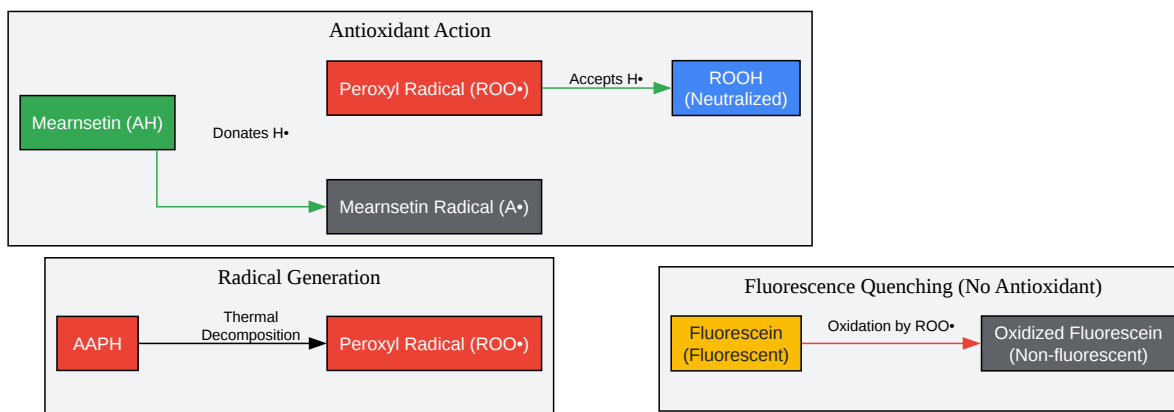 Antioxidant Action
Peroxyl Radical (ROO•)
Accepts H•
ROOH
(Neutralized)
Mearnsetin (AH)
Donates H•
Mearnsetin Radical (A•)
Radical Generation
AAPH
Thermal
Decomposition
Peroxyl Radical (ROO•)
Fluorescence Quenching (No Antioxidant)
Fluorescein
(Fluorescent)
Oxidation by ROO•
Oxidized Fluorescein
(Non-fluorescent)